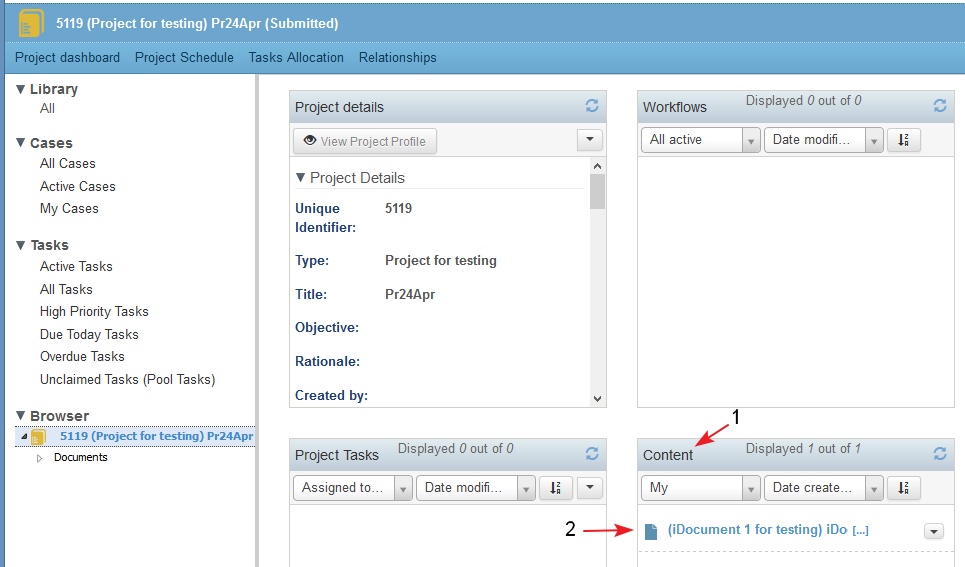 5119 (Project for testing) Pr24Apr (Submitted)
Project dashboard Project Schedule Tasks Allocation Relationships
Library
All
Cases
All Cases
Active Cases
My Cases
Tasks
Active Tasks
All Tasks
High Priority Tasks
Due Today Tasks
Overdue Tasks
Unclaimed Tasks (Pool Tasks)
Browser
5119 (Project for testing) Pr24Apr
Documents
Project details
View Project Profile
Project Details
Unique Identifier: 5119
Type: Project for testing
Title: Pr24Apr
Objective:
Rationale:
Created by:
Workflows Displayed 0 out of 0
All active Date modifi...
Project Tasks Displayed 0 out of 0
Assigned to... Date modifi...
1
Content Displayed 1 out of 1
My Date create...
2
(iDocument 1 for testing) iDo [...]